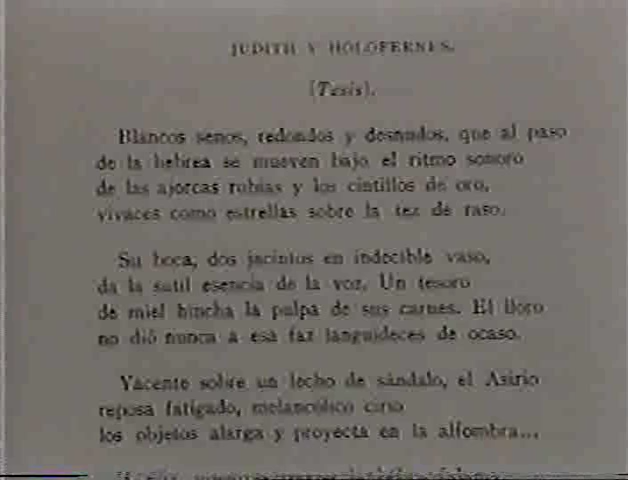 JUDITH Y HOLOFERNES.
(Tesis).
Blancos senos, redondos y desnudos, que al paso
de la hebrea se mueven bajo el ritmo sonoro
de las ajorcas rubias y los cintillos de oro,
vivaces como estrellas sobre la tez de raso.
Su boca, dos jacintos en indecible vaso,
da la sutil esencia de la voz. Un tesoro
de miel hincha la pulpa de sus carnes. El lloro
no dió nunca a esa faz languideces de ocaso.
Yacente sobre un lecho de sándalo, el Asirio
reposa fatigado, melancólico cirio
los objetos alarga y proyecta en la alfombra...